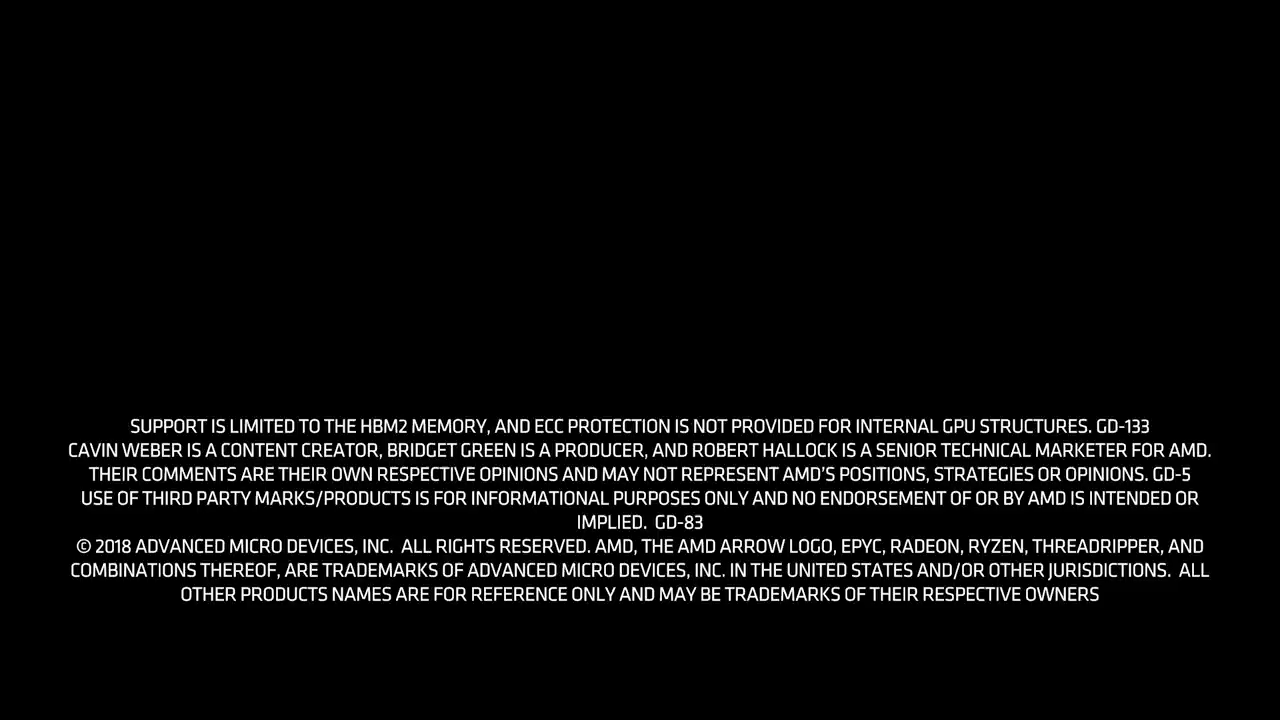 SUPPORT IS LIMITED TO THE HBM2 MEMORY, AND ECC PROTECTION IS NOT PROVIDED FOR INTERNAL GPU STRUCTURES. GD-133
CAVIN WEBER IS A CONTENT CREATOR, BRIDGET GREEN IS A PRODUCER, AND ROBERT HALLOCK IS A SENIOR TECHNICAL MARKETER FOR AMD.
THEIR COMMENTS ARE THEIR OWN RESPECTIVE OPINIONS AND MAY NOT REPRESENT AMD'S POSITIONS, STRATEGIES OR OPINIONS. GD-5
USE OF THIRD PARTY MARKS/PRODUCTS IS FOR INFORMATIONAL PURPOSES ONLY AND NO ENDORSEMENT OF OR BY AMD IS INTENDED OR
IMPLIED.  GD-83
© 2018 ADVANCED MICRO DEVICES, INC.  ALL RIGHTS RESERVED. AMD, THE AMD ARROW LOGO, EPYC, RADEON, RYZEN, THREADRIPPER, AND
COMBINATIONS THEREOF, ARE TRADEMARKS OF ADVANCED MICRO DEVICES, INC. IN THE UNITED STATES AND/OR OTHER JURISDICTIONS.  ALL
OTHER PRODUCTS NAMES ARE FOR REFERENCE ONLY AND MAY BE TRADEMARKS OF THEIR RESPECTIVE OWNERS